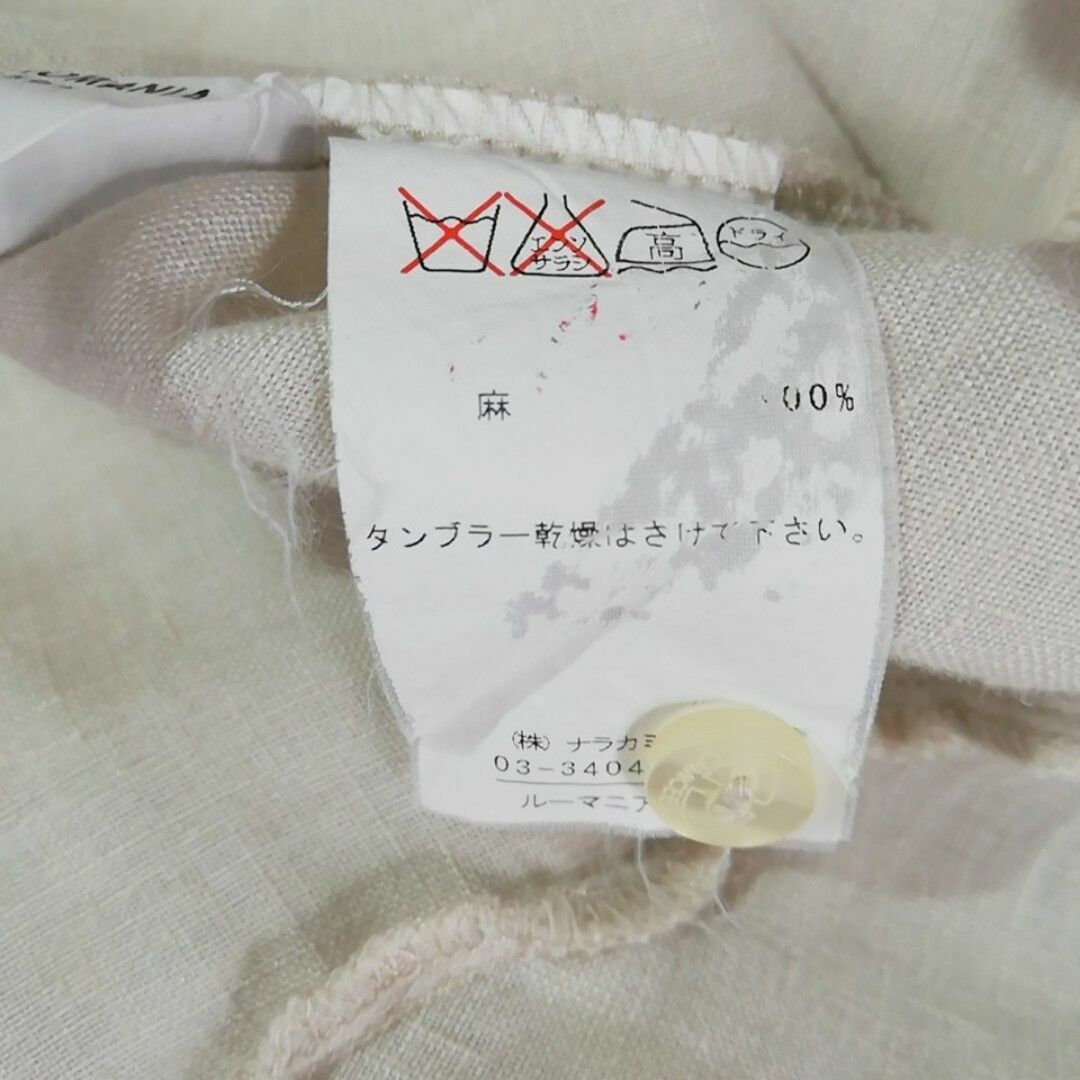 エンソ
サラシ
高
ドライ
麻 00%
タンブラー乾燥はさけて下さい。
(株) ナラカミ
03-3404
ルーマニア